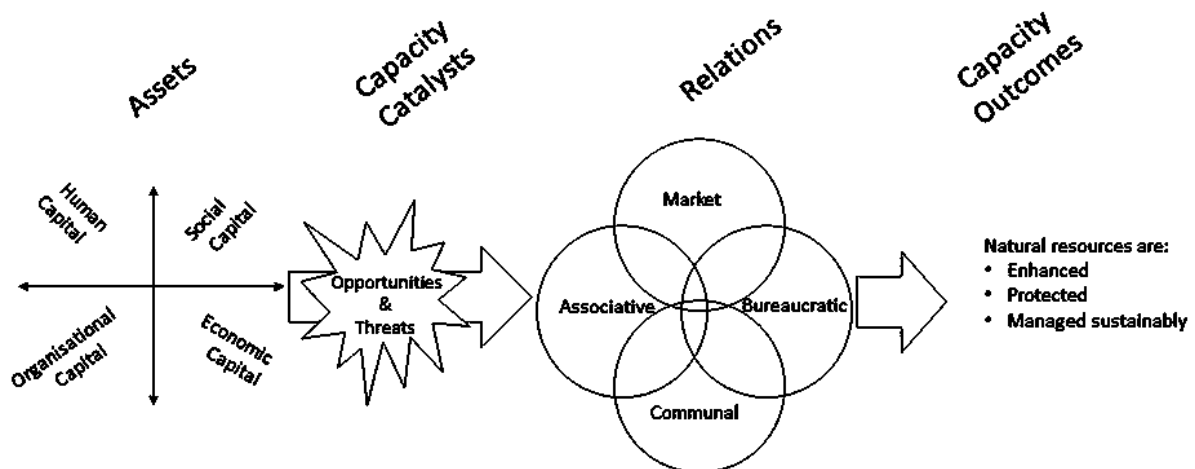 Assets
Capacity
Catalysts
Relations
Capacity
Outcomes
Human
Capital
Social
Capital
Organisational
Capital
Economic
Capital
Opportunities
&
Threats
Market
Associative
Bureaucratic
Communal
Natural resources are:
• Enhanced
• Protected
• Managed sustainably